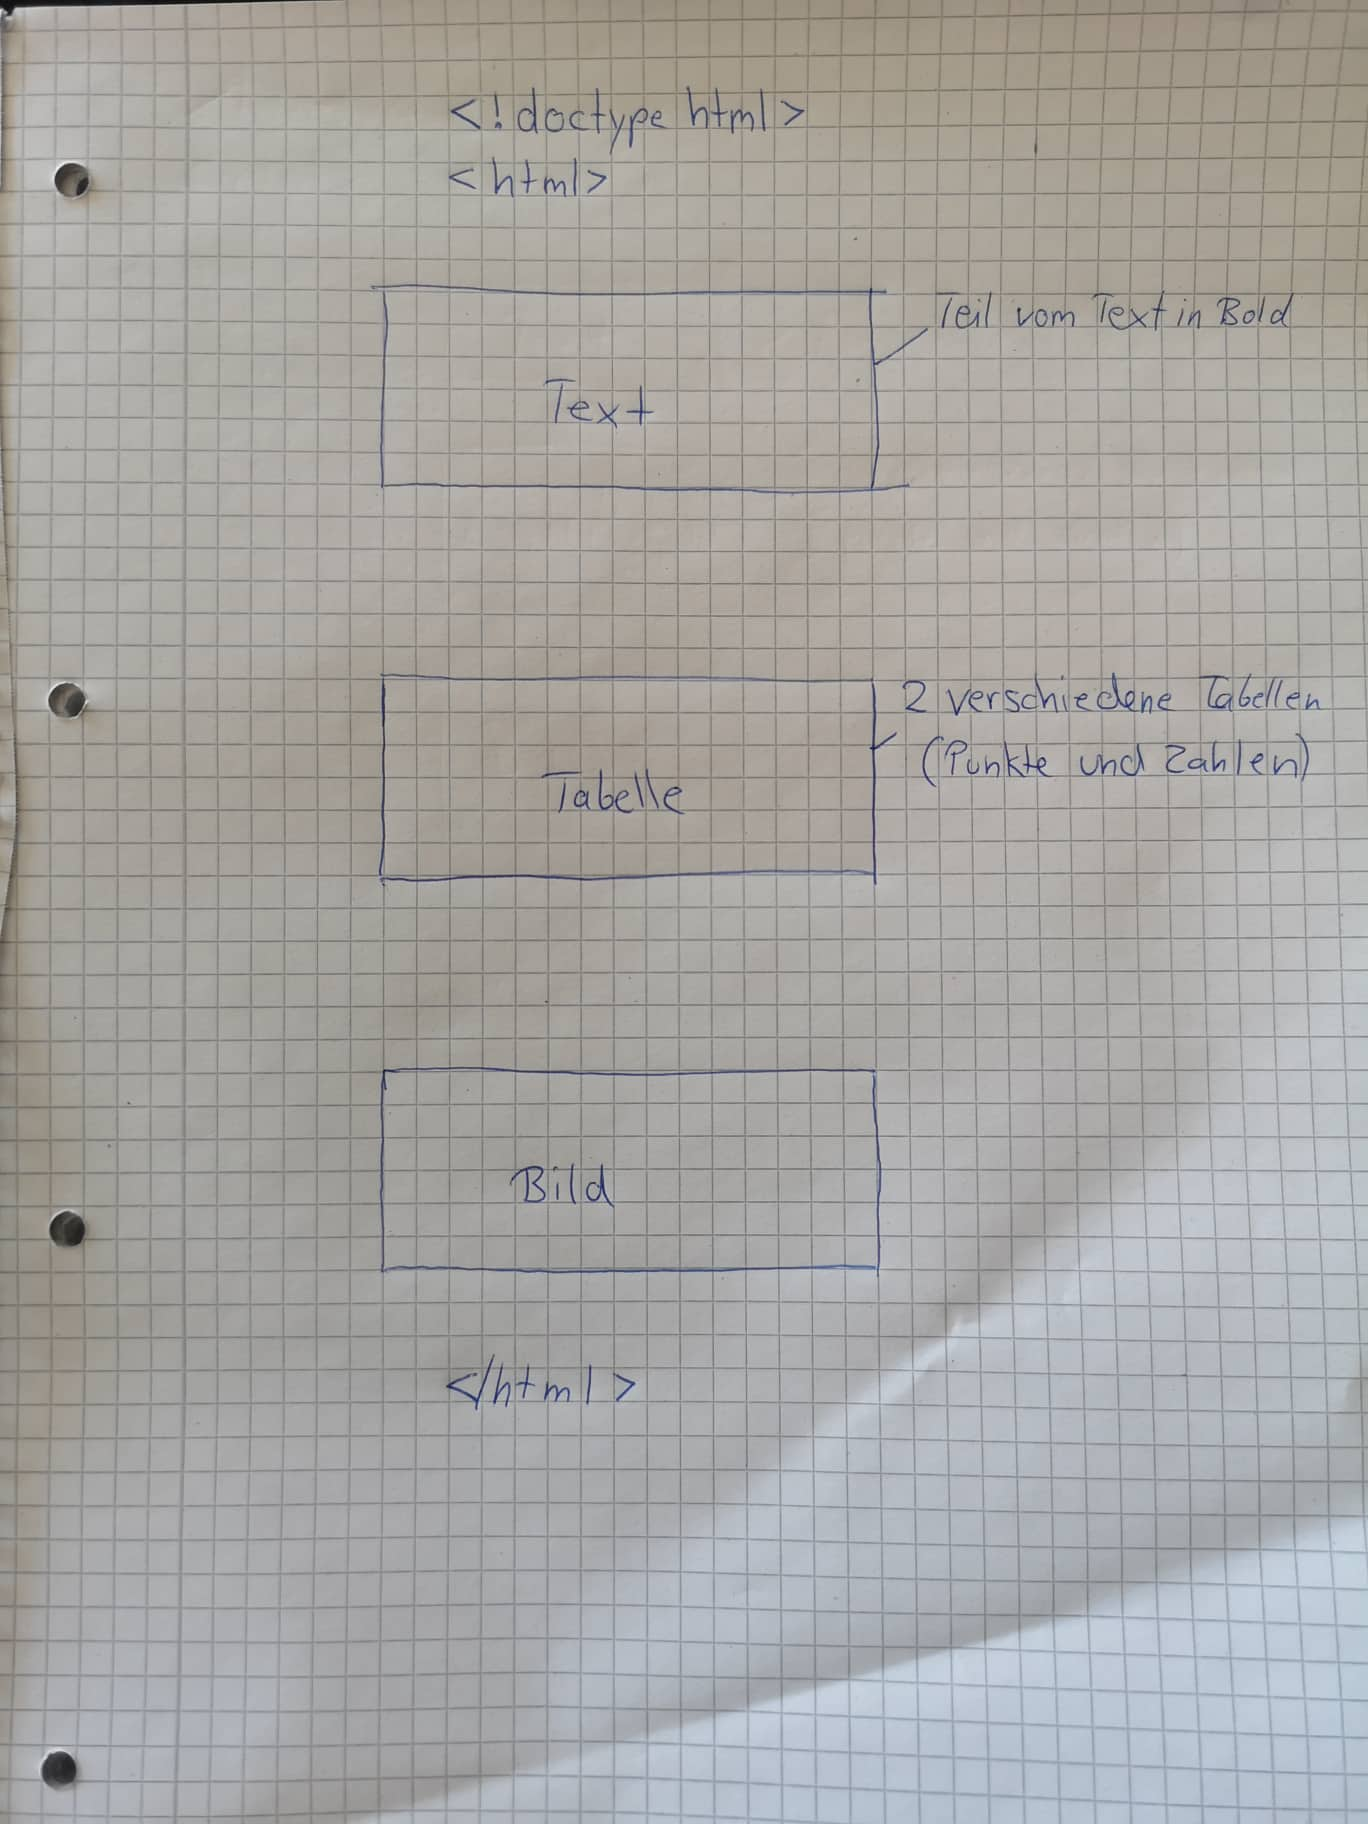 <!doctype html>
<html>
Teil vom Text in Bold
Text
2 verschiedene Tabellen
(Punkte und Zahlen)
Tabelle
Bild
</html>